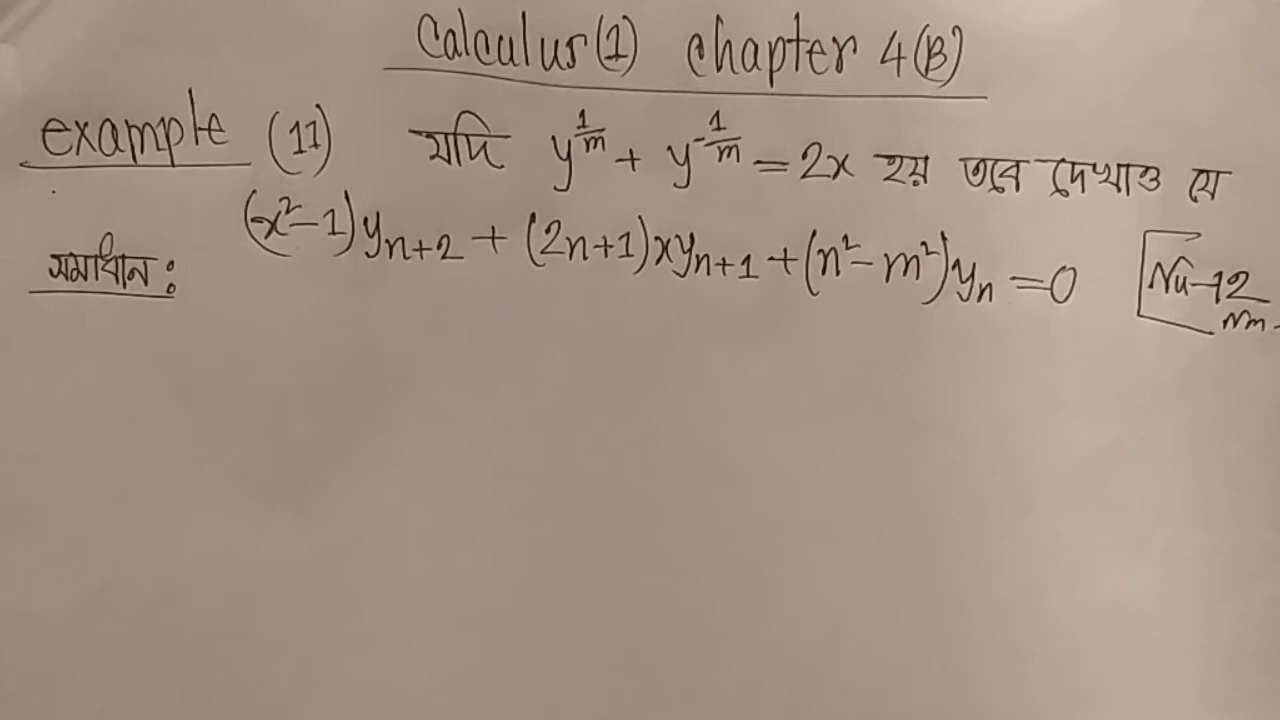 Calculus(1) chapter 4(B)
example (11) যদি y^{1/m} + y^{-1/m} = 2x হয় তবে দেখাও যে
(x²-1)y_{n+2} + (2n+1)xy_{n+1} + (n²-m²)y_n = 0 [Nu-12
সমাধান: